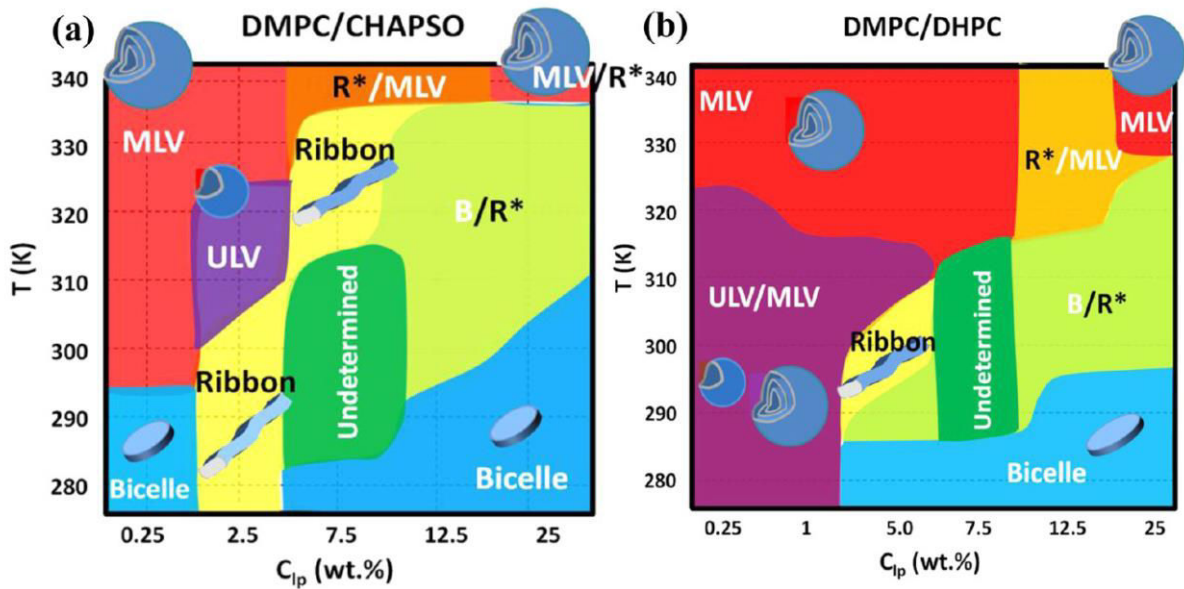 (a) DMPC/CHAPSO
340
330
320
310
300
290
280
T (K)
R*/MLV
MLV/R*
MLV
Ribbon
B/R*
ULV
Undetermined
Ribbon
Bicelle
Bicelle
0.25 2.5 7.5 12.5 25
Clp (wt.%)
(b) DMPC/DHPC
340
330
320
310
300
290
280
T (K)
MLV
MLV
R*/MLV
ULV/MLV
B/R*
Ribbon
Undetermined
Bicelle
0.25 1 5.0 7.5 12.5 25
Clp (wt.%)